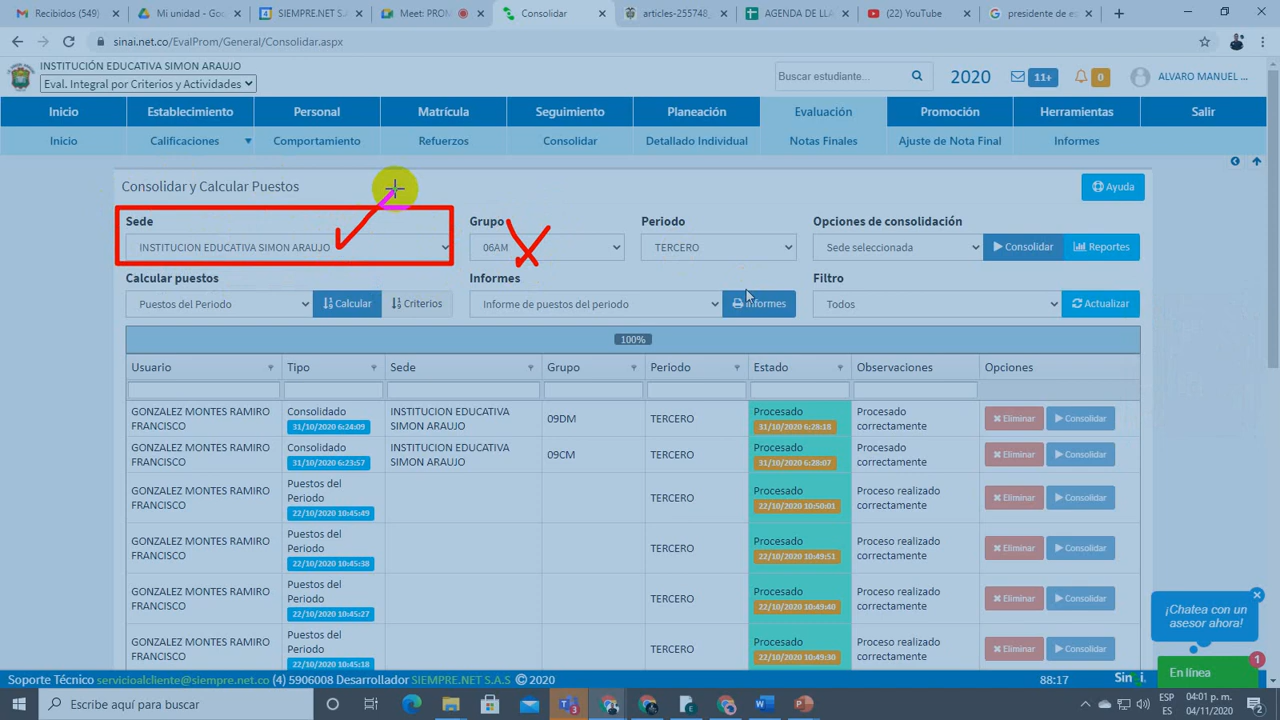 Recibidos (549)
Mi unidad - Goo
SIEMPRE.NET S
Meet: PROM
Consolidar
articles-255748_
AGENDA DE LLA
(22) YouTube
presidente de es
sinai.net.co/EvalProm/General/Consolidar.aspx
INSTITUCIÓN EDUCATIVA SIMON ARAUJO
Eval. Integral por Criterios y Actividades
Buscar estudiante...
2020
11+
0
ALVARO MANUEL ...
Inicio Establecimiento Personal Matrícula Seguimiento Planeación Evaluación Promoción Herramientas Salir
Inicio Calificaciones Comportamiento Refuerzos Consolidar Detallado Individual Notas Finales Ajuste de Nota Final Informes
Consolidar y Calcular Puestos
Ayuda
Sede Grupo Periodo Opciones de consolidación
INSTITUCION EDUCATIVA SIMON ARAUJO 06AM TERCERO Sede seleccionada Consolidar Reportes
Calcular puestos Informes Filtro
Puestos del Periodo Calcular Criterios Informe de puestos del periodo Informes Todos Actualizar
100%
Usuario Tipo Sede Grupo Periodo Estado Observaciones Opciones
GONZALEZ MONTES RAMIRO FRANCISCO Consolidado 31/10/2020 6:24:09 INSTITUCION EDUCATIVA SIMON ARAUJO 09DM TERCERO Procesado 31/10/2020 6:28:18 Procesado correctamente Eliminar Consolidar
GONZALEZ MONTES RAMIRO FRANCISCO Consolidado 31/10/2020 6:23:57 INSTITUCION EDUCATIVA SIMON ARAUJO 09CM TERCERO Procesado 31/10/2020 6:28:07 Procesado correctamente Eliminar Consolidar
GONZALEZ MONTES RAMIRO FRANCISCO Puestos del Periodo 22/10/2020 10:45:49 TERCERO Procesado 22/10/2020 10:50:01 Proceso realizado correctamente Eliminar Consolidar
GONZALEZ MONTES RAMIRO FRANCISCO Puestos del Periodo 22/10/2020 10:45:38 TERCERO Procesado 22/10/2020 10:49:51 Proceso realizado correctamente Eliminar Consolidar
GONZALEZ MONTES RAMIRO FRANCISCO Puestos del Periodo 22/10/2020 10:45:27 TERCERO Procesado 22/10/2020 10:49:40 Proceso realizado correctamente Eliminar Consolidar
GONZALEZ MONTES RAMIRO FRANCISCO Puestos del Periodo 22/10/2020 10:45:18 TERCERO Procesado 22/10/2020 10:49:30 Proceso realizado correctamente Eliminar Consolidar
¡Chatea con un
asesor ahora!
En línea
1
Soporte Técnico servicioalcliente@siempre.net.co (4) 5906008 Desarrollador SIEMPRE.NET S.A.S © 2020 88:17
Escribe aquí para buscar
ESP
04:01 p. m.
04/11/2020
2